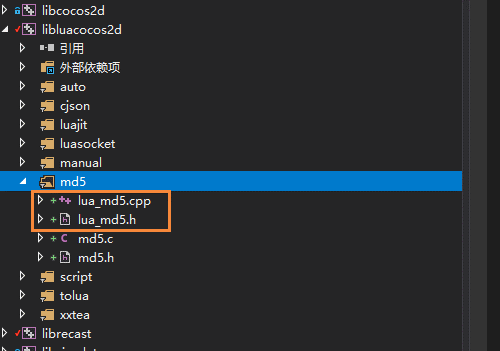 libcocos2d
libluacocos2d
引用
外部依赖项
auto
cjson
luajit
luasocket
manual
md5
lua_md5.cpp
lua_md5.h
md5.c
md5.h
script
tolua
xxtea
librecast